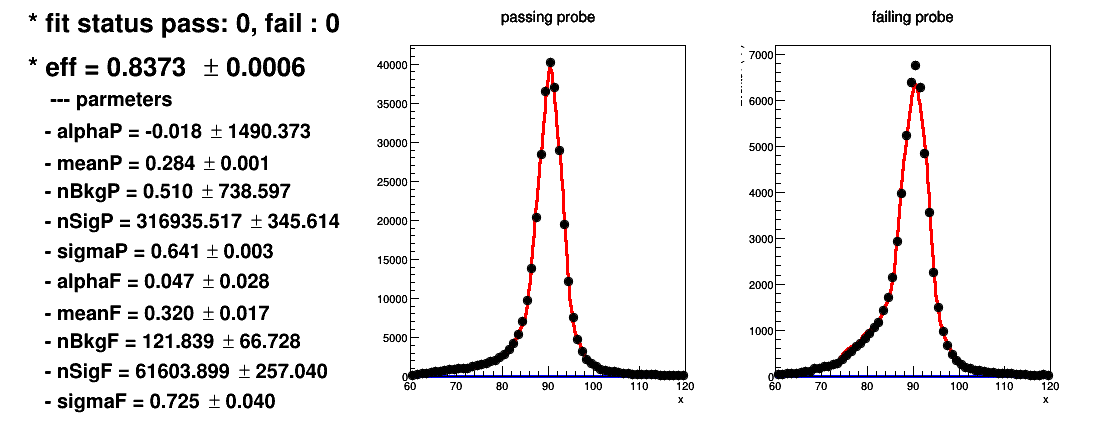 * fit status pass: 0, fail : 0
* eff = 0.8373 ± 0.0006
--- parmeters
- alphaP = -0.018 ± 1490.373
- meanP = 0.284 ± 0.001
- nBkgP = 0.510 ± 738.597
- nSigP = 316935.517 ± 345.614
- sigmaP = 0.641 ± 0.003
- alphaF = 0.047 ± 0.028
- meanF = 0.320 ± 0.017
- nBkgF = 121.839 ± 66.728
- nSigF = 61603.899 ± 257.040
- sigmaF = 0.725 ± 0.040
passing probe
40000
35000
30000
25000
20000
15000
10000
5000
0
60 70 80 90 100 110 120
x
failing probe
7000
6000
5000
4000
3000
2000
1000
0
60 70 80 90 100 110 120
x